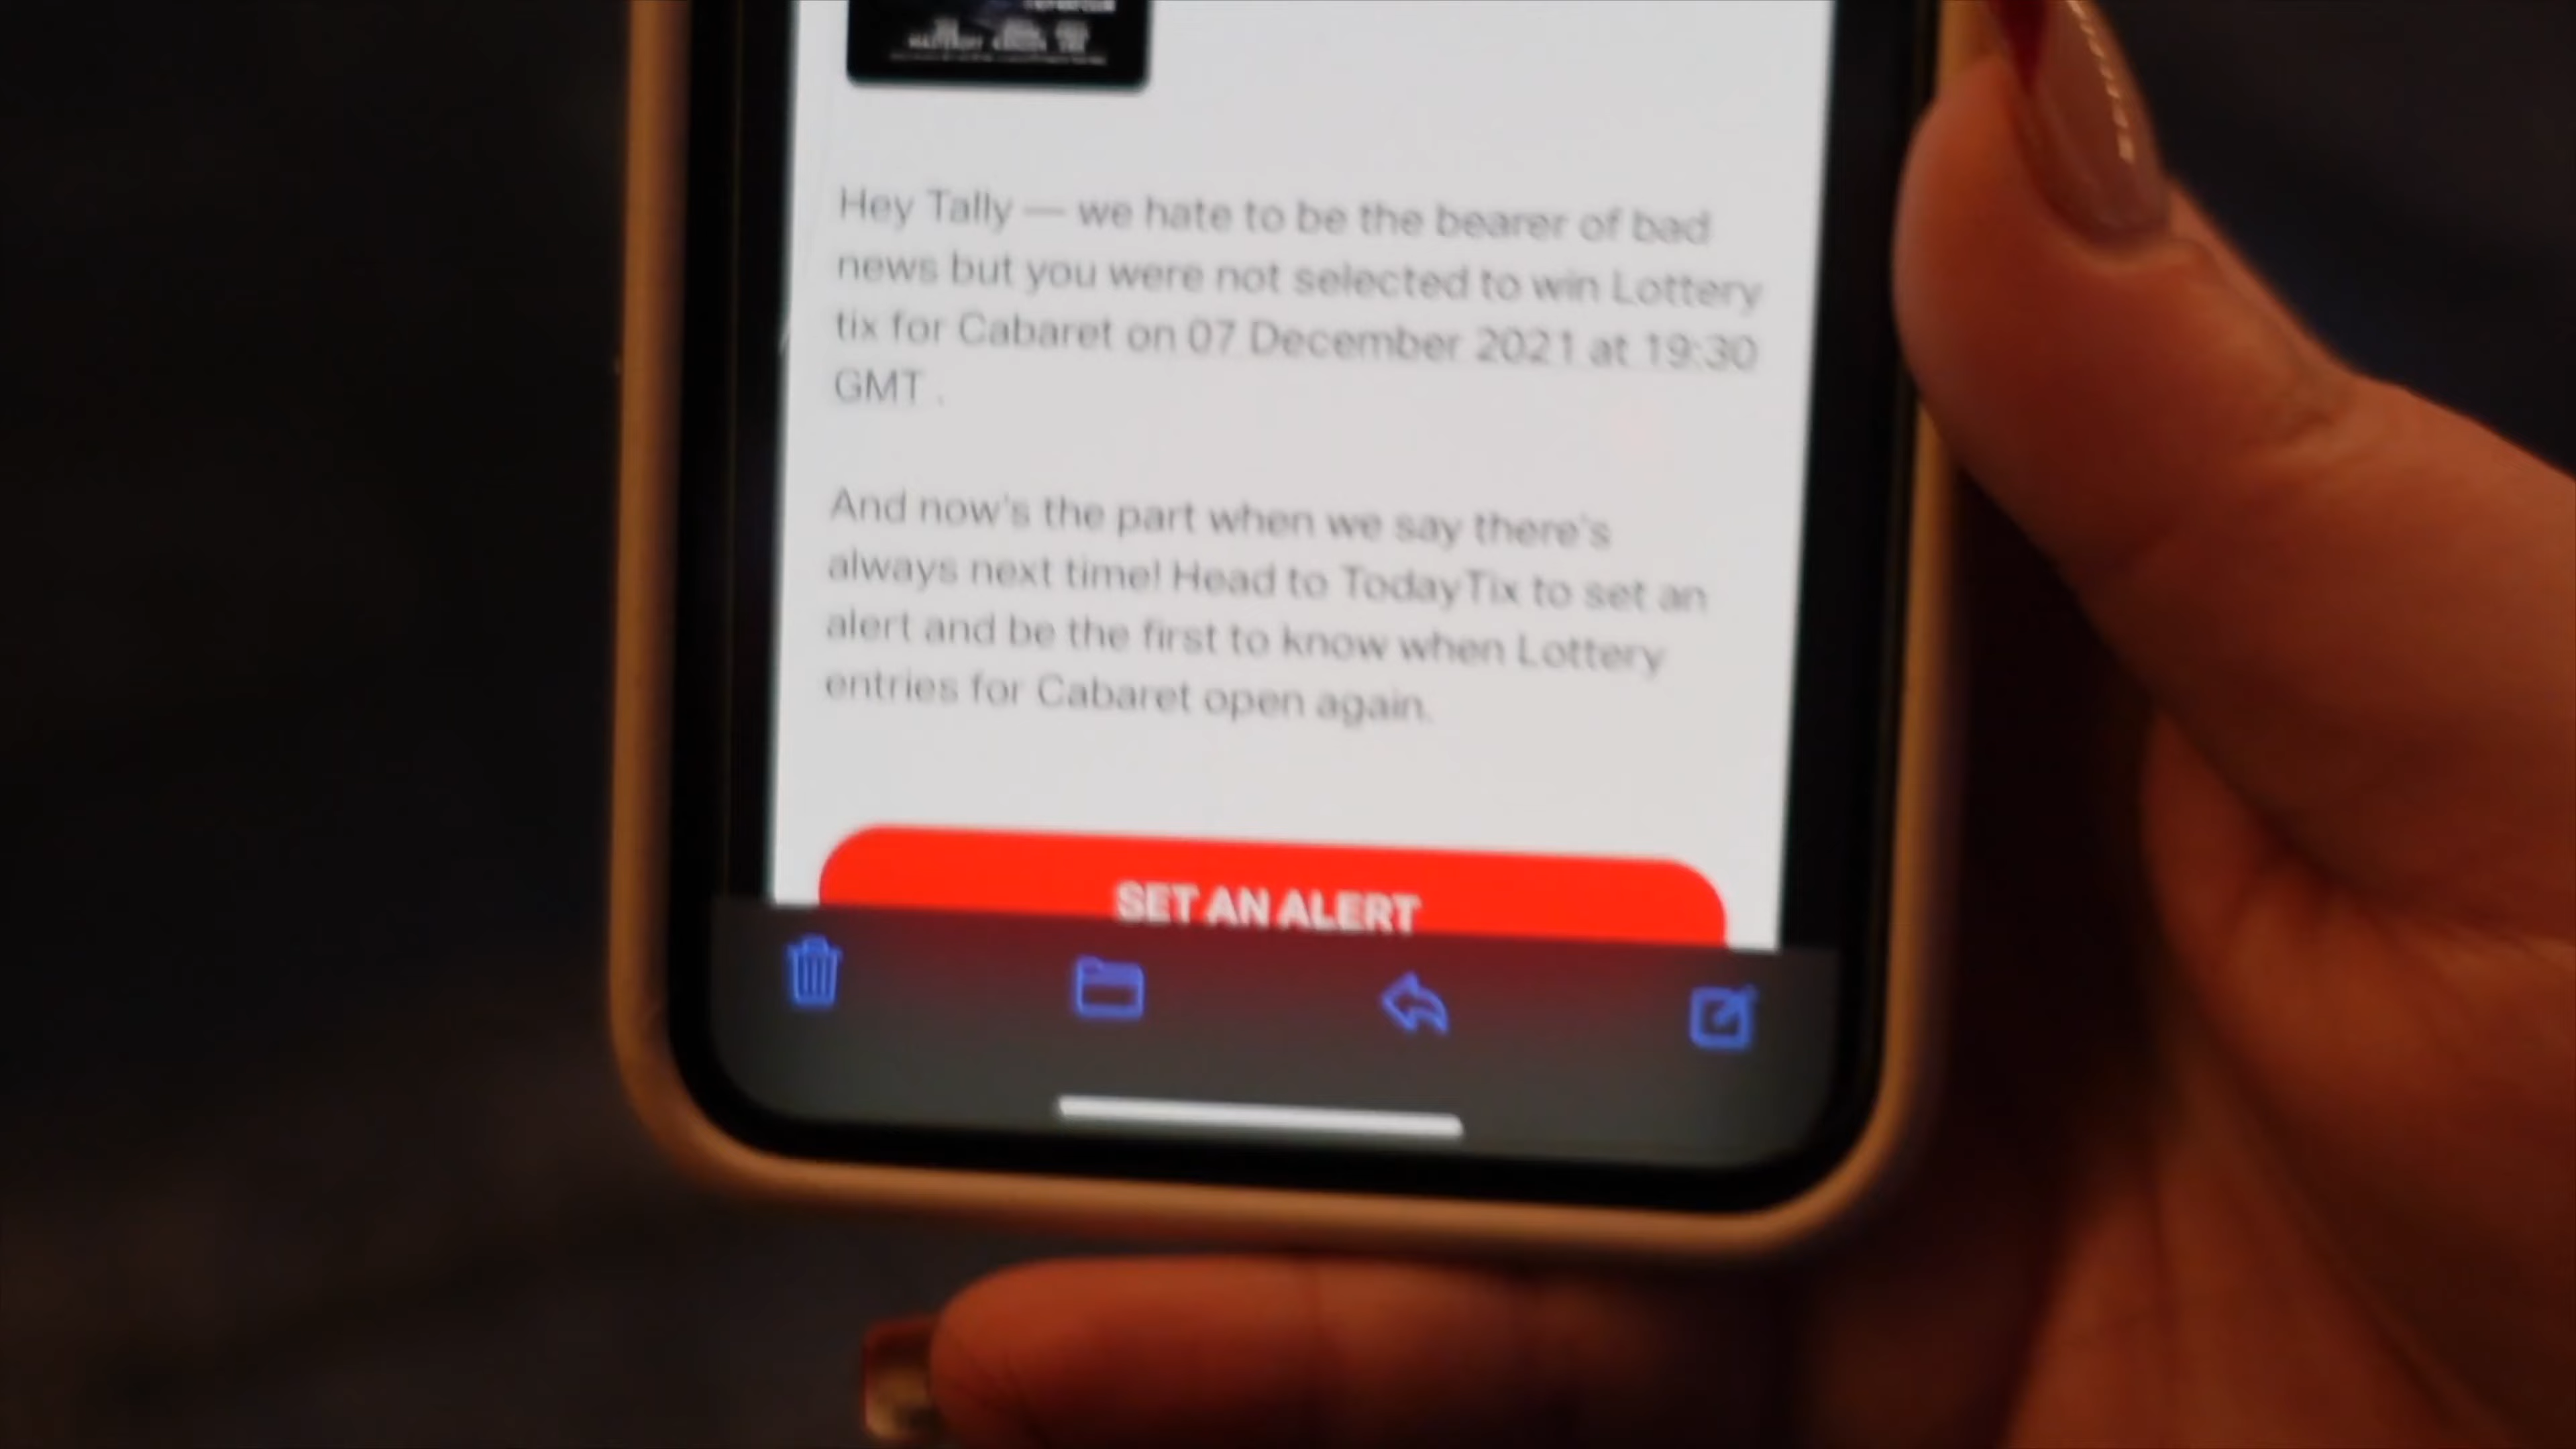 Hey Tally — we hate to be the bearer of bad
news but you were not selected to win Lottery
tix for Cabaret on 07 December 2021 at 19:30
GMT .
And now's the part when we say there's
always next time! Head to TodayTix to set an
alert and be the first to know when Lottery
entries for Cabaret open again.
SET AN ALERT